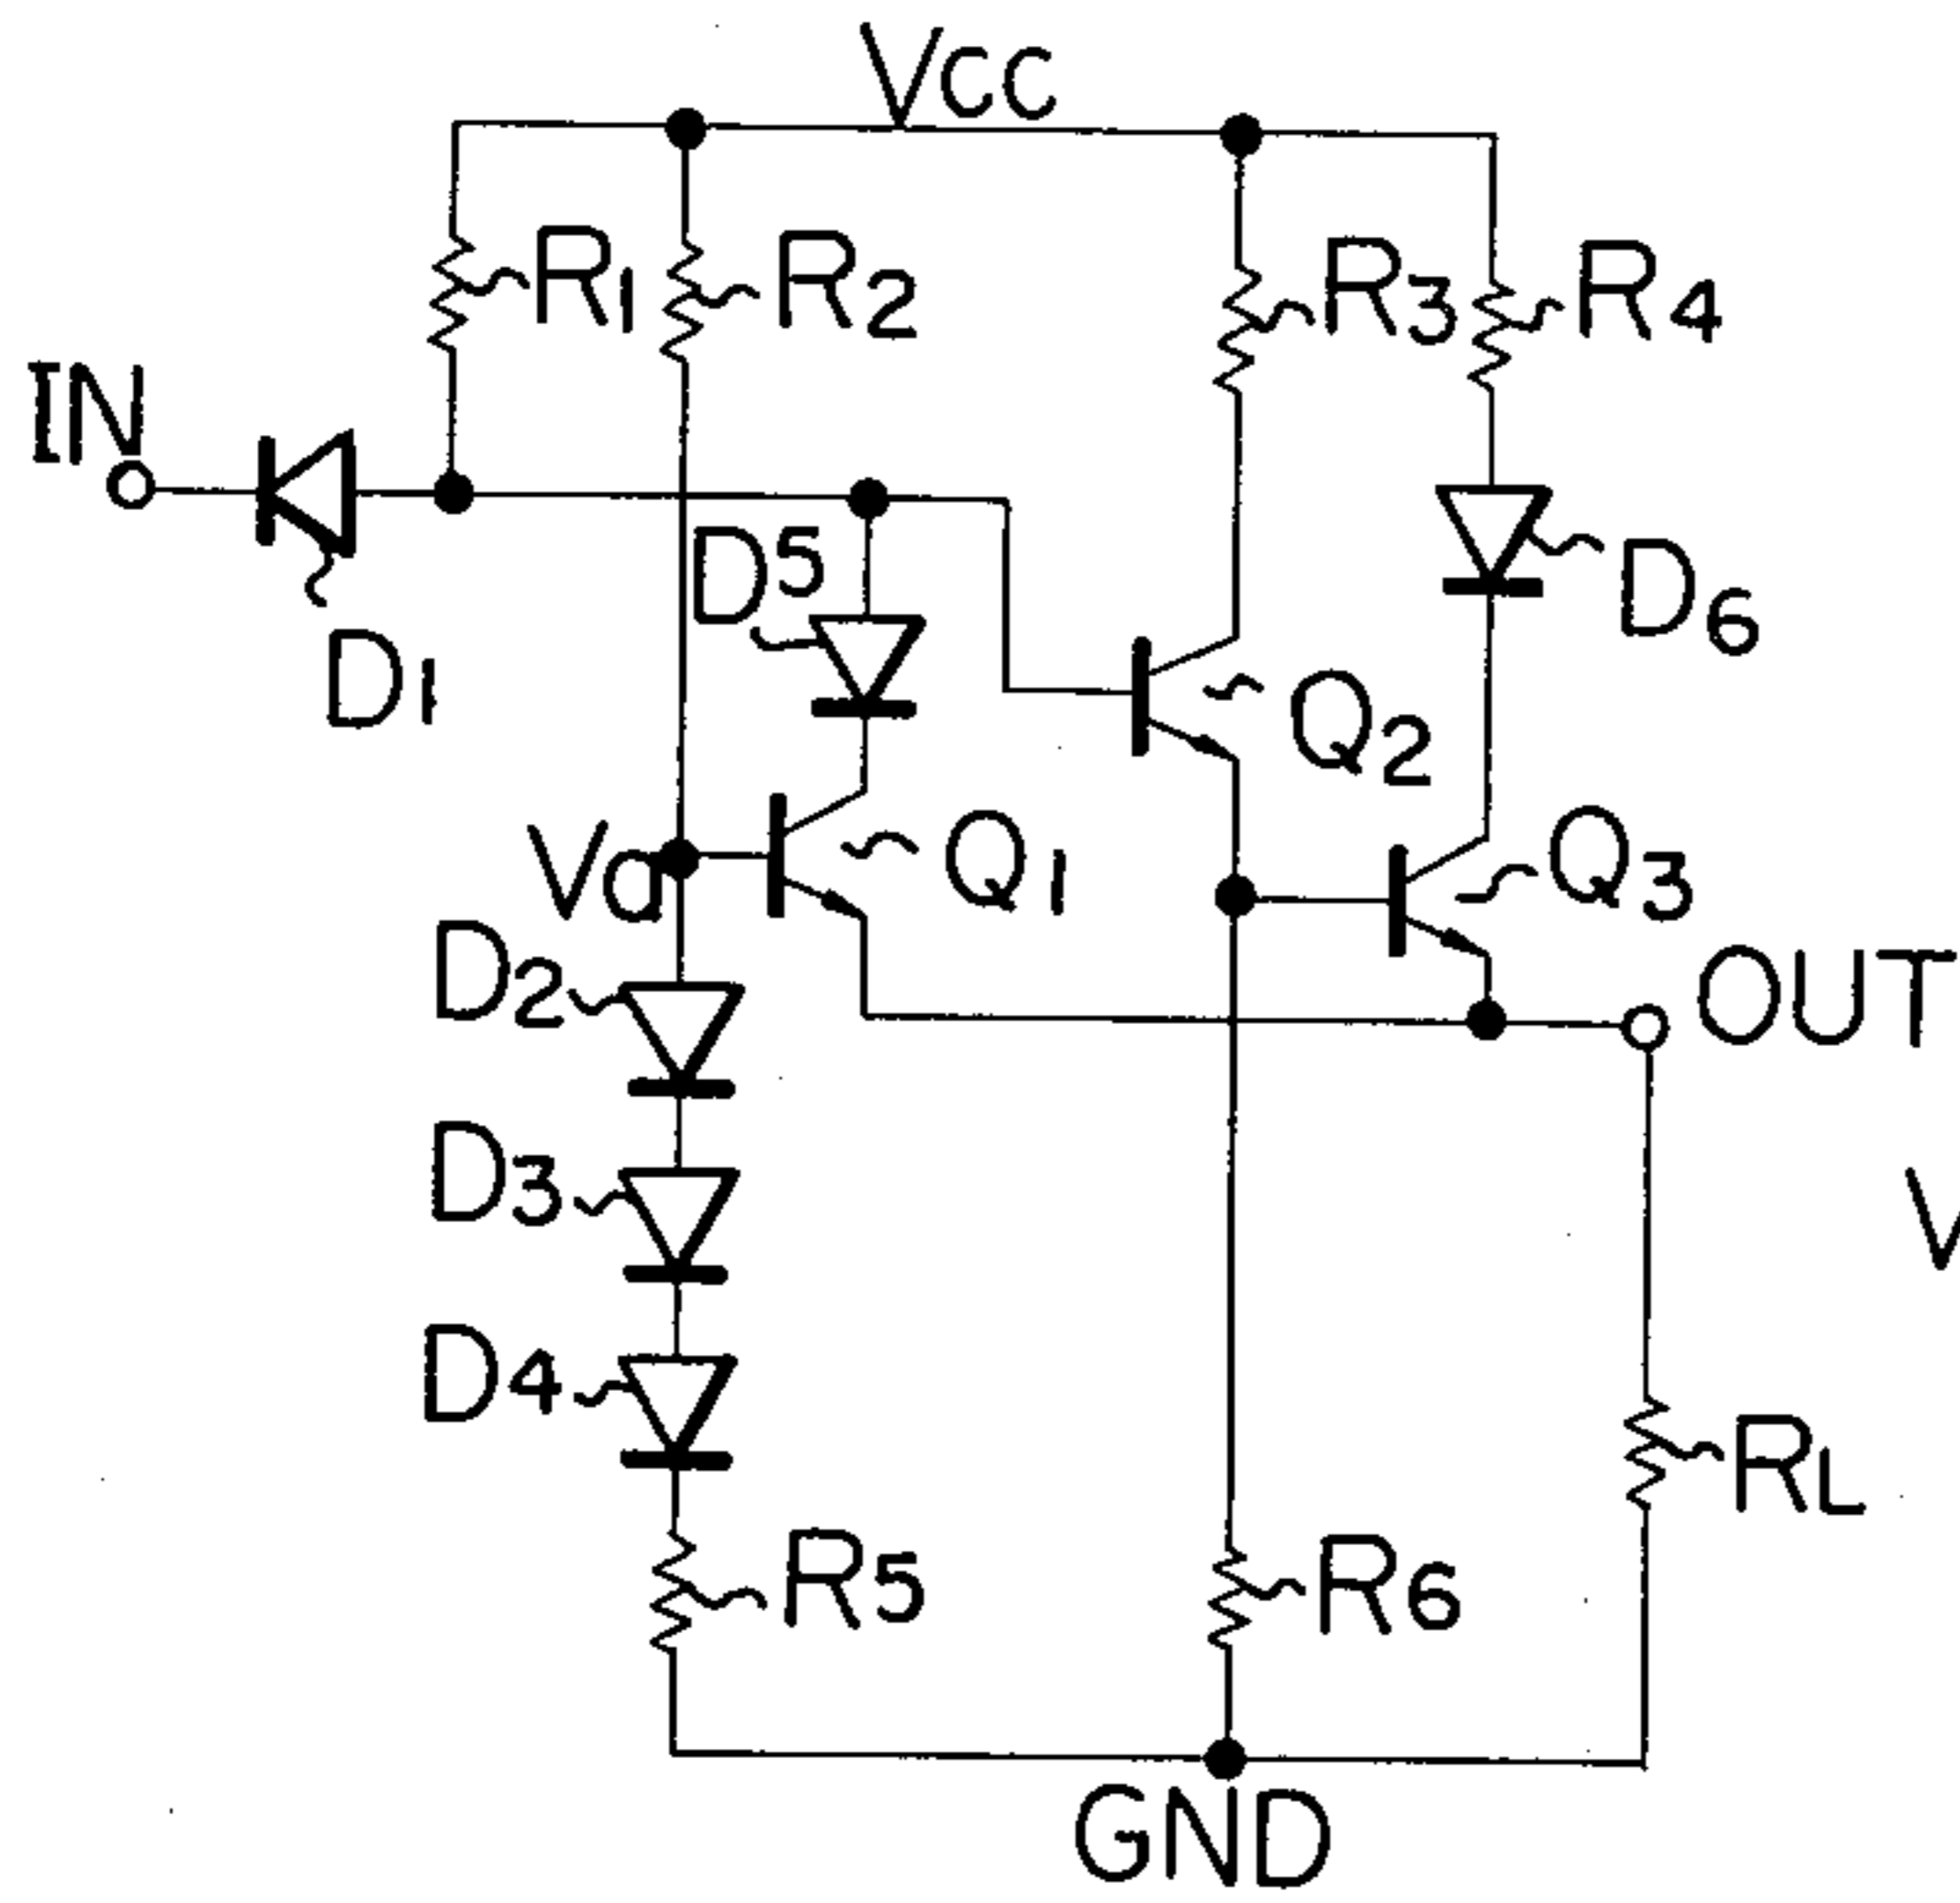 Vcc
R1 R2 R3 R4
IN
D5
D6
D1
Q2
Va Q1 Q3
D2
OUT
D3
V
D4
RL
R5 R6
GND